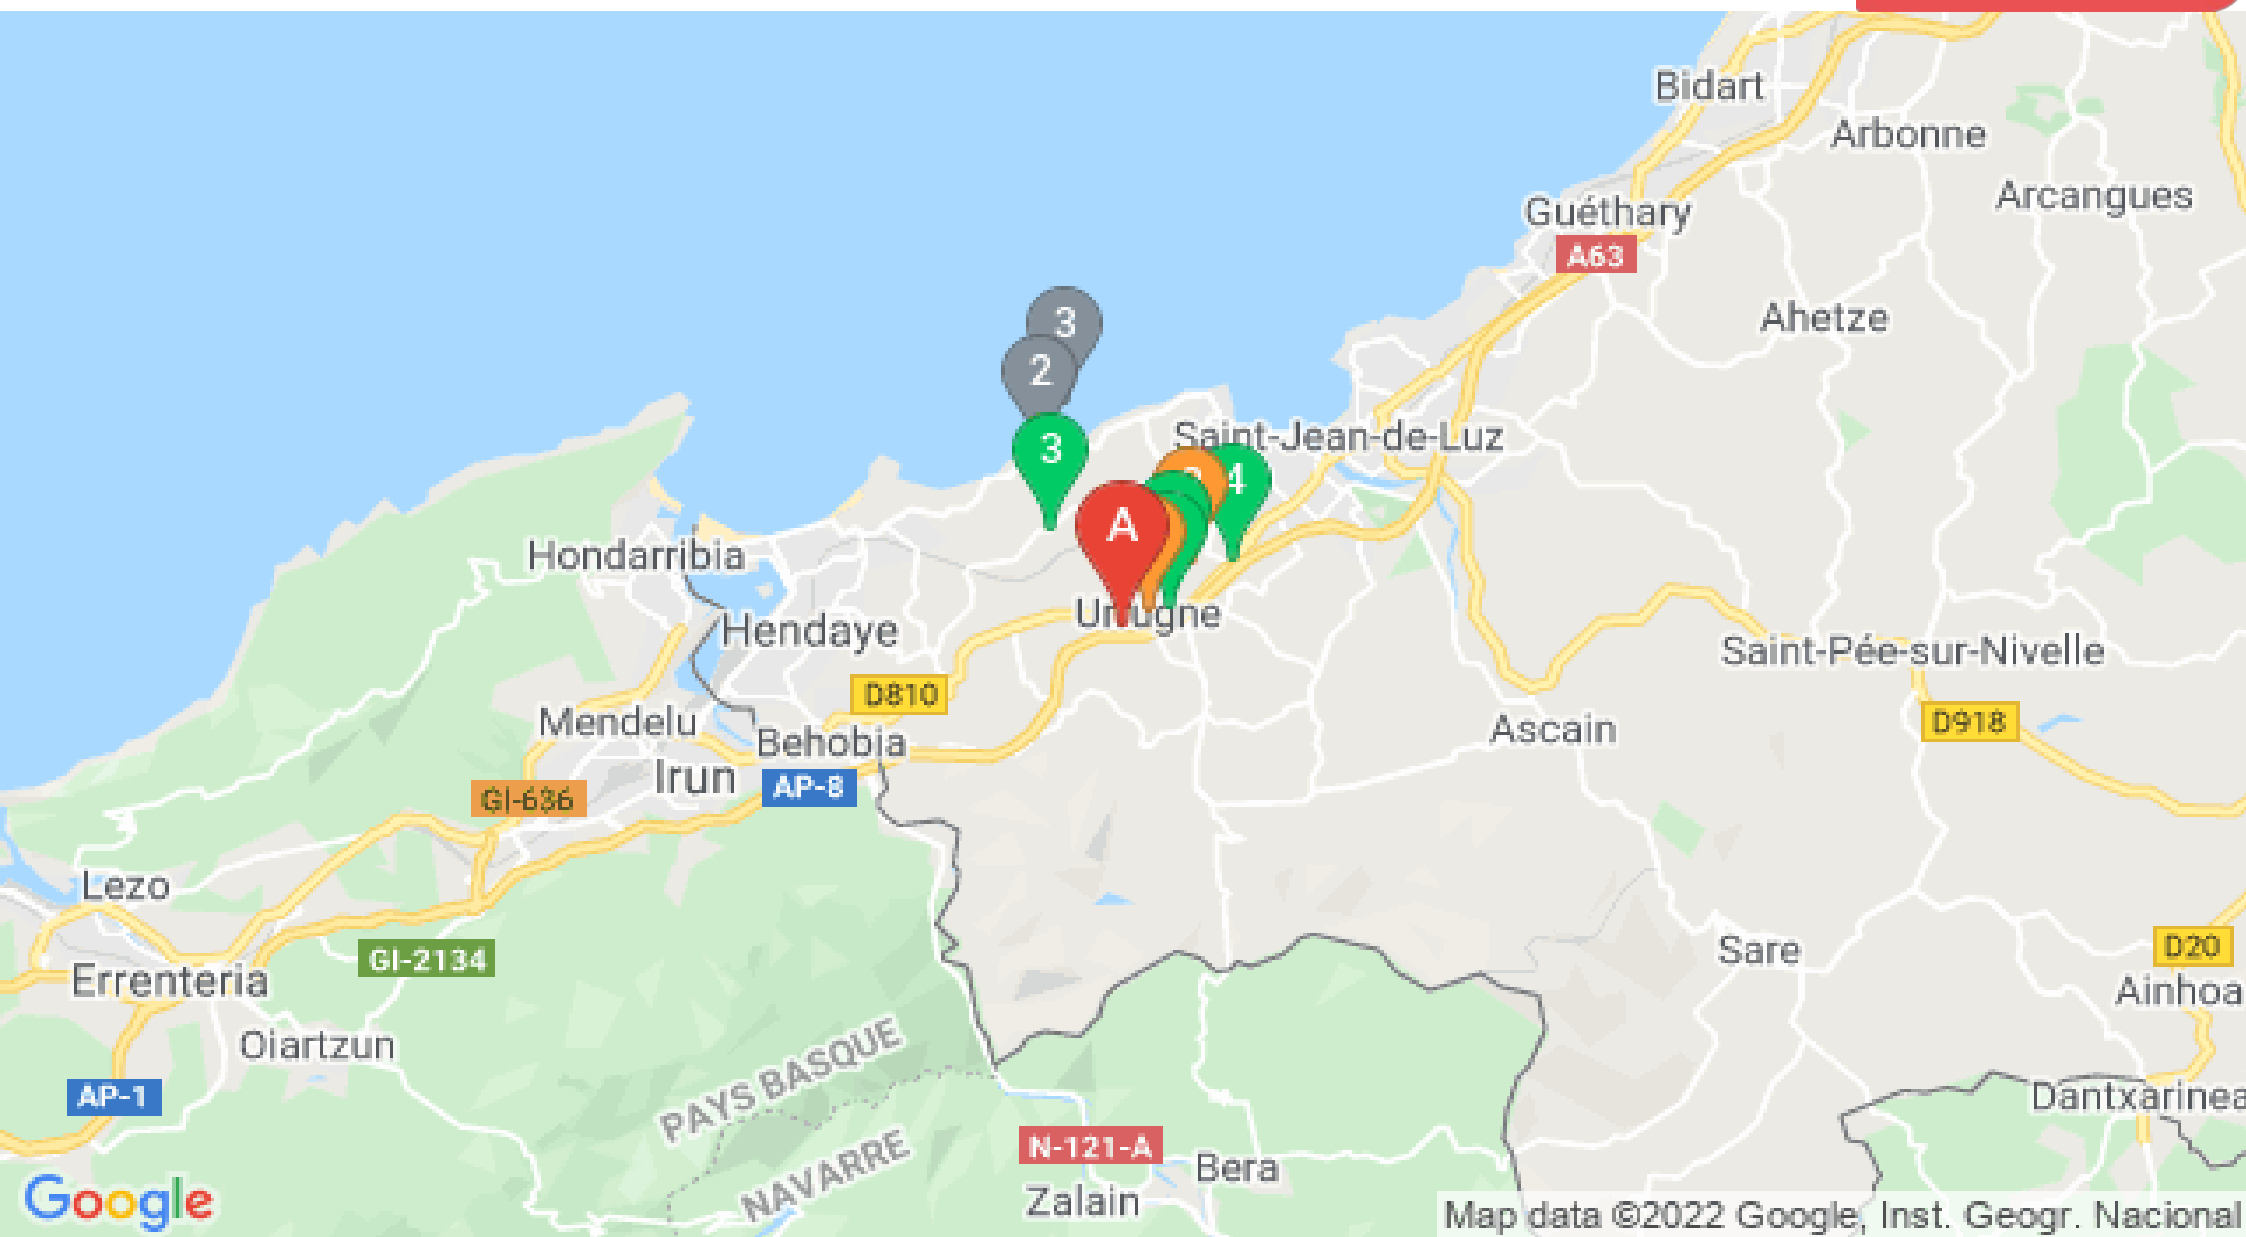 Bidart
Arbonne
Arcangues
Guéthary
A63
Ahetze
3
2
3
Saint-Jean-de-Luz
4
A
Hondarribia
Hendaye
D810
Saint-Pée-sur-Nivelle
Mendelu
Behobia
Ascain
D918
Irun
AP-8
GI-636
Lezo
GI-2134
Sare
D20
Errenteria
Ainhoa
Oiartzun
PAYS BASQUE
AP-1
Dantxarinea
N-121-A
NAVARRE
Bera
Zalain
Google
Map data ©2022 Google, Inst. Geogr. Nacional